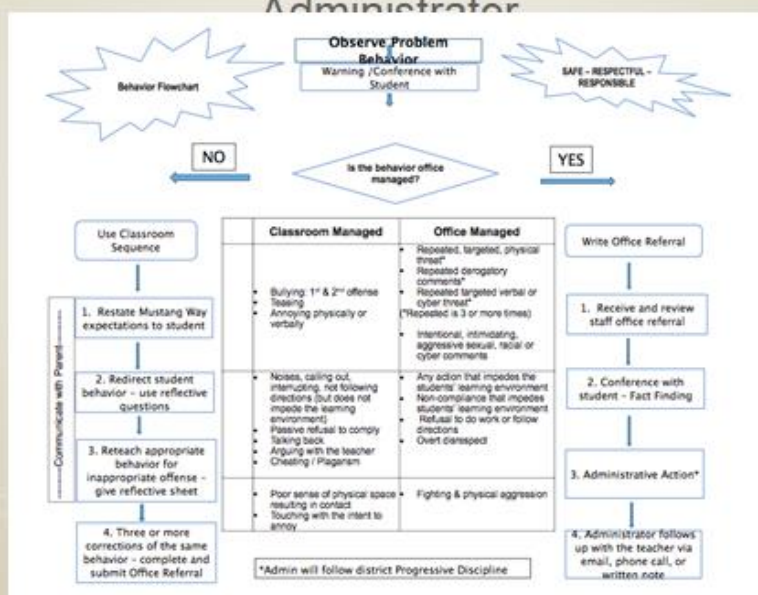 Administrator
Behavior Flowchart
Observe Problem
Behavior
Warning /Conference with
Student
SAFE – RESPECTFUL –
RESPONSIBLE
NO
Is the behavior office
managed?
YES
Use Classroom
Sequence
1. Restate Mustang Way
expectations to student
2. Redirect student
behavior – use reflective
questions
3. Reteach appropriate
behavior for
inappropriate offense –
give reflective sheet
4. Three or more
corrections of the same
behavior – complete and
submit Office Referral
Communicate with Parent
Classroom Managed
Office Managed
• Bullying: 1st & 2nd offense
• Teasing
• Annoying physically or
verbally
• Repeated, targeted, physical
threat*
• Repeated derogatory
comments*
• Repeated targeted verbal or
cyber threat*
(*Repeated is 3 or more times)
• Intentional, intimidating,
aggressive sexual, racial or
cyber comments
• Noises, calling out,
interrupting, not following
directions (but does not
impede the learning
environment)
• Passive refusal to comply
• Talking back
• Arguing with the teacher
• Cheating / Plagarism
• Any action that impedes the
students' learning environment
• Non-compliance that impedes
students' learning environment
• Refusal to do work or follow
directions
• Overt disrespect
• Poor sense of physical space
resulting in contact
• Touching with the intent to
annoy
• Fighting & physical aggression
*Admin will follow district Progressive Discipline
Write Office Referral
1. Receive and review
staff office referral
2. Conference with
student – Fact Finding
3. Administrative Action*
4. Administrator follows
up with the teacher via
email, phone call, or
written note